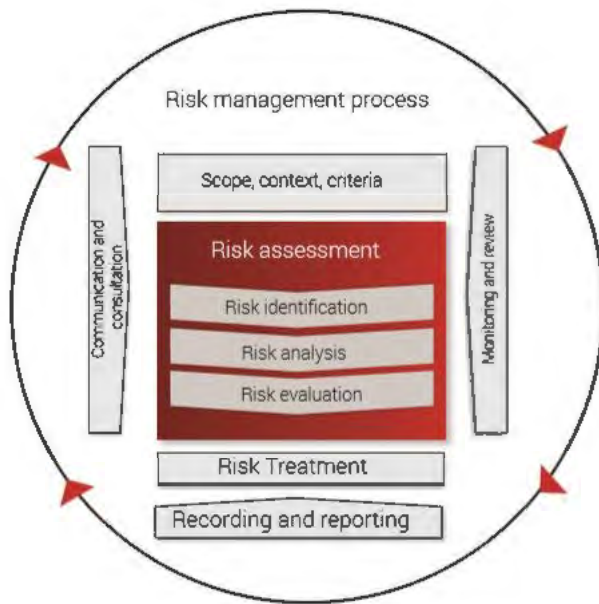 Risk management process
Scope, context, criteria
Communication and
consultation
Risk assessment
Risk identification
Risk analysis
Risk evaluation
Monitoring and review
Risk Treatment
Recording and reporting